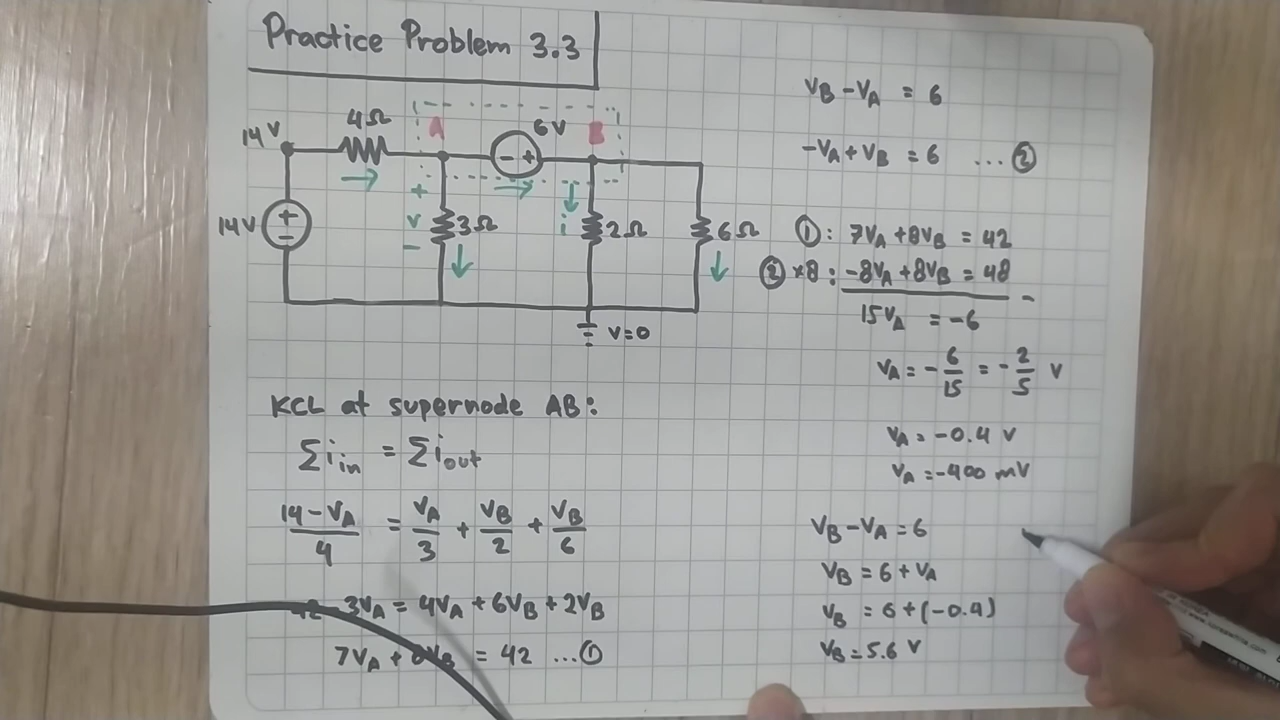 Practice Problem 3.3
14V
4Ω
A
6V
B
- +
14V
+
-
+
v
-
3Ω
i
2Ω
6Ω
v=0
KCL at supernode AB:
Σi_in = Σi_out
(14-V_A)/4 = V_A/3 + V_B/2 + V_B/6
42-3V_A = 4V_A + 6V_B + 2V_B
7V_A + 8V_B = 42 ...①
V_B - V_A = 6
-V_A + V_B = 6 ...②
①: 7V_A + 8V_B = 42
②×8: -8V_A + 8V_B = 48
-
15V_A = -6
V_A = -6/15 = -2/5 V
V_A = -0.4 V
V_A = -400 mV
V_B - V_A = 6
V_B = 6 + V_A
V_B = 6 + (-0.4)
V_B = 5.6 V